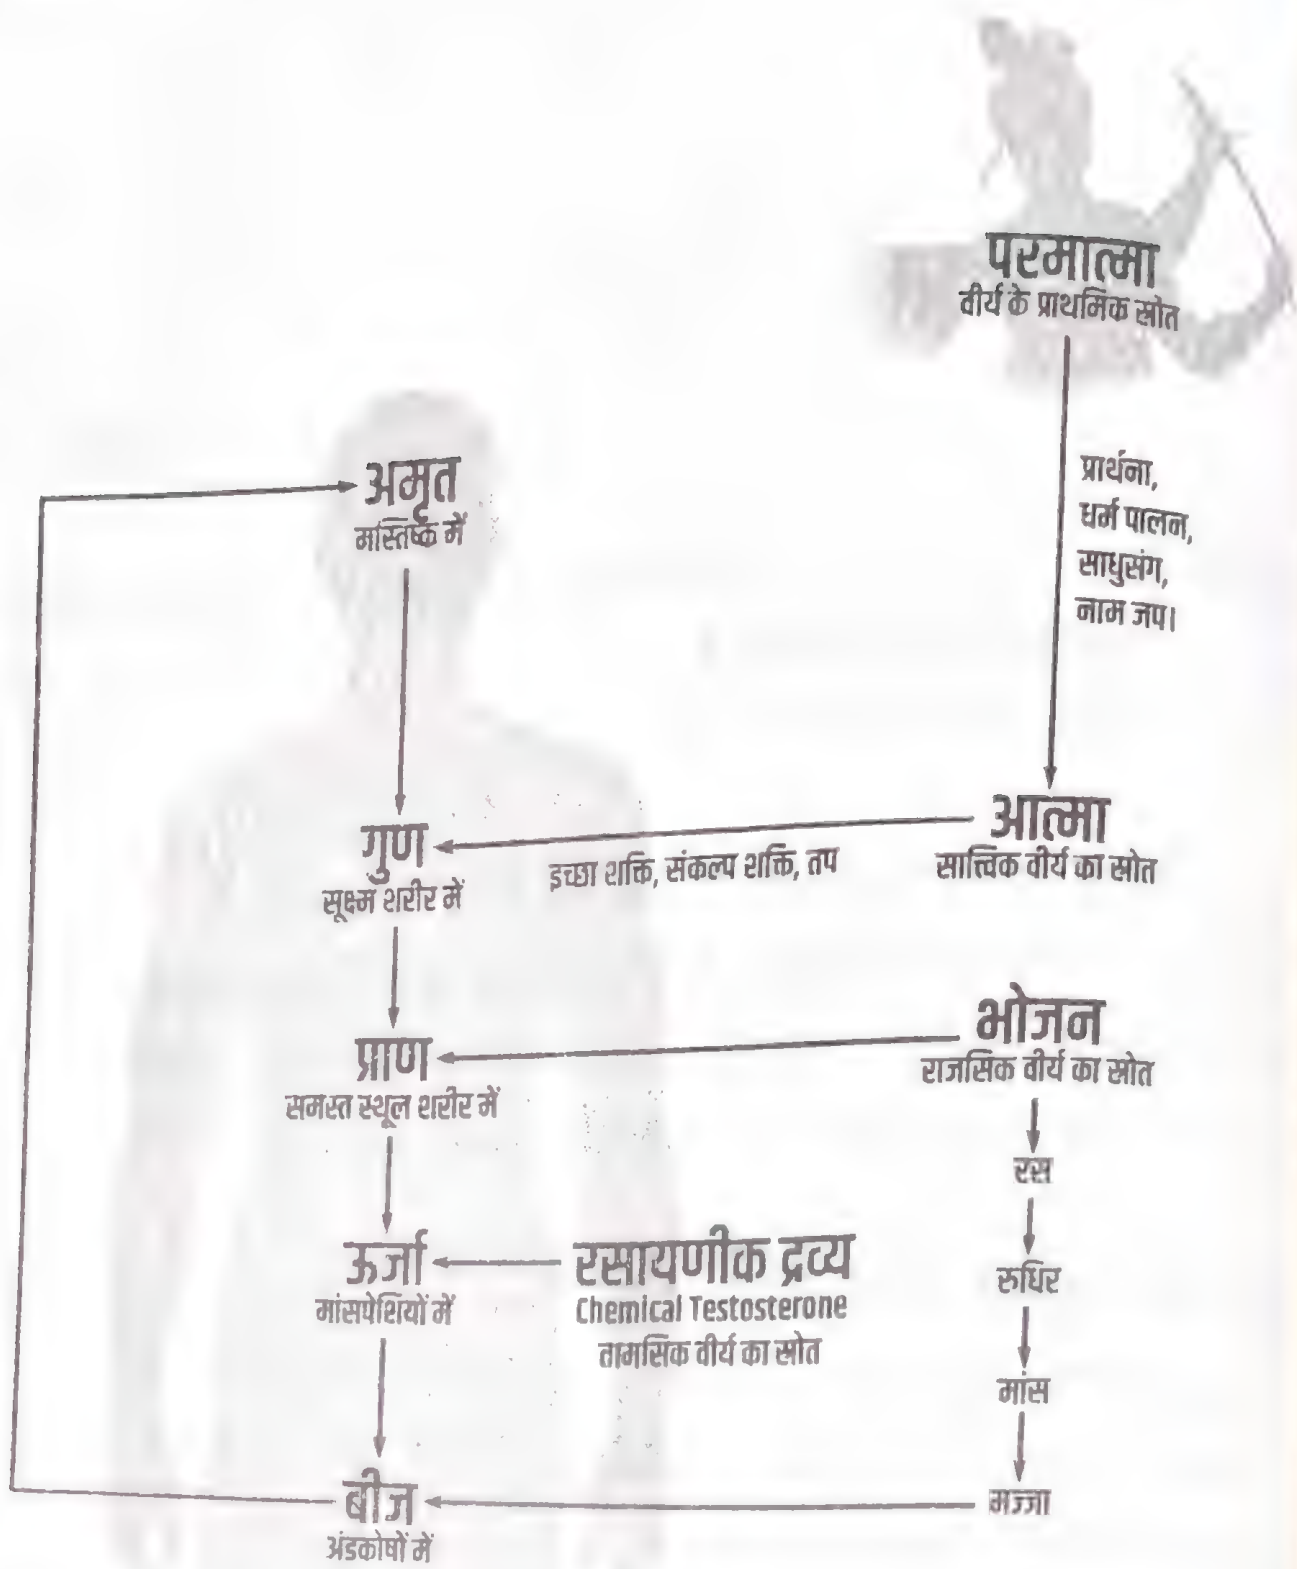 परमात्मा
वीर्य के प्राथमिक स्रोत
प्रार्थना,
धर्म पालन,
साधुसंग,
नाम जप।
अमृत
मस्तिष्क में
आत्मा
सात्त्विक वीर्य का स्रोत
इच्छा शक्ति, संकल्प शक्ति, तप
गुण
सूक्ष्म शरीर में
भोजन
राजसिक वीर्य का स्रोत
प्राण
समस्त स्थूल शरीर में
रस
ऊर्जा
मांसपेशियों में
रसायणीक द्रव्य
Chemical Testosterone
तामसिक वीर्य का स्रोत
रुधिर
मांस
मज्जा
बीज
अंडकोषों में